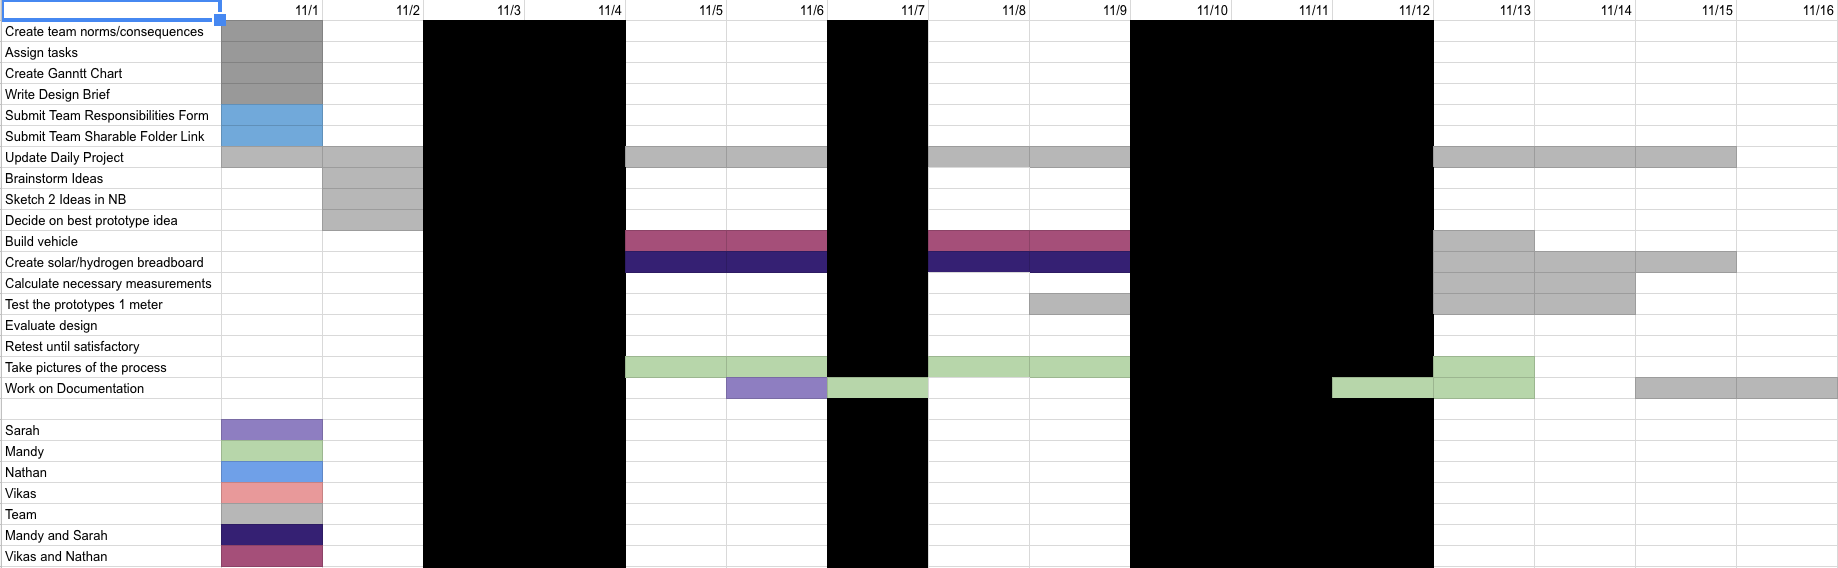 11/1 11/2 11/3 11/4 11/5 11/6 11/7 11/8 11/9 11/10 11/11 11/12 11/13 11/14 11/15 11/16
Create team norms/consequences
Assign tasks
Create Ganntt Chart
Write Design Brief
Submit Team Responsibilities Form
Submit Team Sharable Folder Link
Update Daily Project
Brainstorm Ideas
Sketch 2 Ideas in NB
Decide on best prototype idea
Build vehicle
Create solar/hydrogen breadboard
Calculate necessary measurements
Test the prototypes 1 meter
Evaluate design
Retest until satisfactory
Take pictures of the process
Work on Documentation
Sarah
Mandy
Nathan
Vikas
Team
Mandy and Sarah
Vikas and Nathan